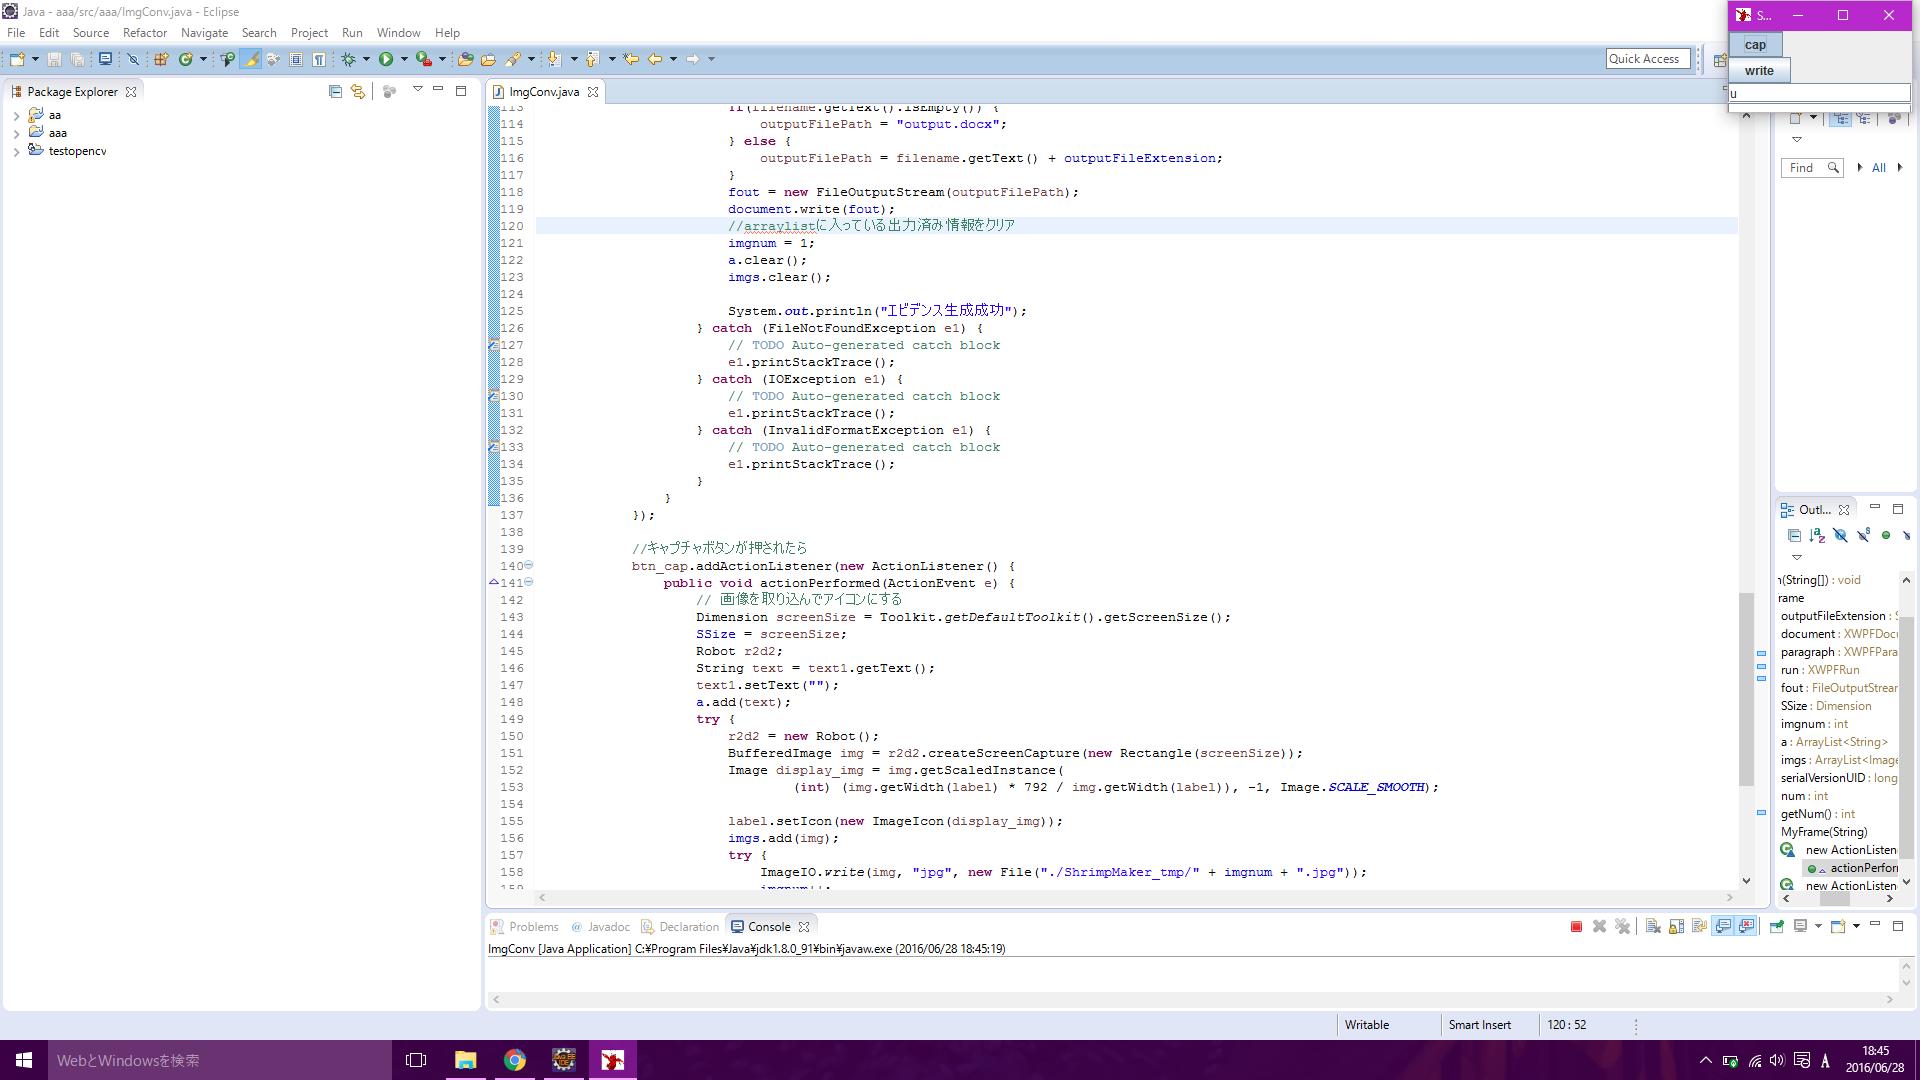 Java - aaa/src/aaa/ImgConv.java - Eclipse
File Edit Source Refactor Navigate Search Project Run Window Help
Quick Access
S...
cap
write
u
Package Explorer
aa
aaa
testopencv
ImgConv.java
113 if(filename.getText().isEmpty()) {
114 outputFilePath = "output.docx";
115 } else {
116 outputFilePath = filename.getText() + outputFileExtension;
117 }
118 fout = new FileOutputStream(outputFilePath);
119 document.write(fout);
120 //arraylistに入っている出力済み情報をクリア
121 imgnum = 1;
122 a.clear();
123 imgs.clear();
124
125 System.out.println("エビデンス生成成功");
126 } catch (FileNotFoundException e1) {
127 // TODO Auto-generated catch block
128 e1.printStackTrace();
129 } catch (IOException e1) {
130 // TODO Auto-generated catch block
131 e1.printStackTrace();
132 } catch (InvalidFormatException e1) {
133 // TODO Auto-generated catch block
134 e1.printStackTrace();
135 }
136 }
137 });
138
139 //キャプチャボタンが押されたら
140 btn_cap.addActionListener(new ActionListener() {
141 public void actionPerformed(ActionEvent e) {
142 // 画像を取り込んでアイコンにする
143 Dimension screenSize = Toolkit.getDefaultToolkit().getScreenSize();
144 SSize = screenSize;
145 Robot r2d2;
146 String text = text1.getText();
147 text1.setText("");
148 a.add(text);
149 try {
150 r2d2 = new Robot();
151 BufferedImage img = r2d2.createScreenCapture(new Rectangle(screenSize));
152 Image display_img = img.getScaledInstance(
153 (int) (img.getWidth(label) * 792 / img.getWidth(label)), -1, Image.SCALE_SMOOTH);
154
155 label.setIcon(new ImageIcon(display_img));
156 imgs.add(img);
157 try {
158 ImageIO.write(img, "jpg", new File("./ShrimpMaker_tmp/" + imgnum + ".jpg"));
159 imgnum++;
Find All
Outl...
n(String[]) : void
rame
outputFileExtension : S
document : XWPFDocu
paragraph : XWPFPara
run : XWPFRun
fout : FileOutputStrean
SSize : Dimension
imgnum : int
a : ArrayList<String>
imgs : ArrayList<Image
serialVersionUID : long
num : int
getNum() : int
MyFrame(String)
new ActionListen
actionPerforn
new ActionListen
Problems Javadoc Declaration Console
ImgConv [Java Application] C:¥Program Files¥Java¥jdk1.8.0_91¥bin¥javaw.exe (2016/06/28 18:45:19)
Writable Smart Insert 120 : 52
WebとWindowsを検索
A
18:45
2016/06/28